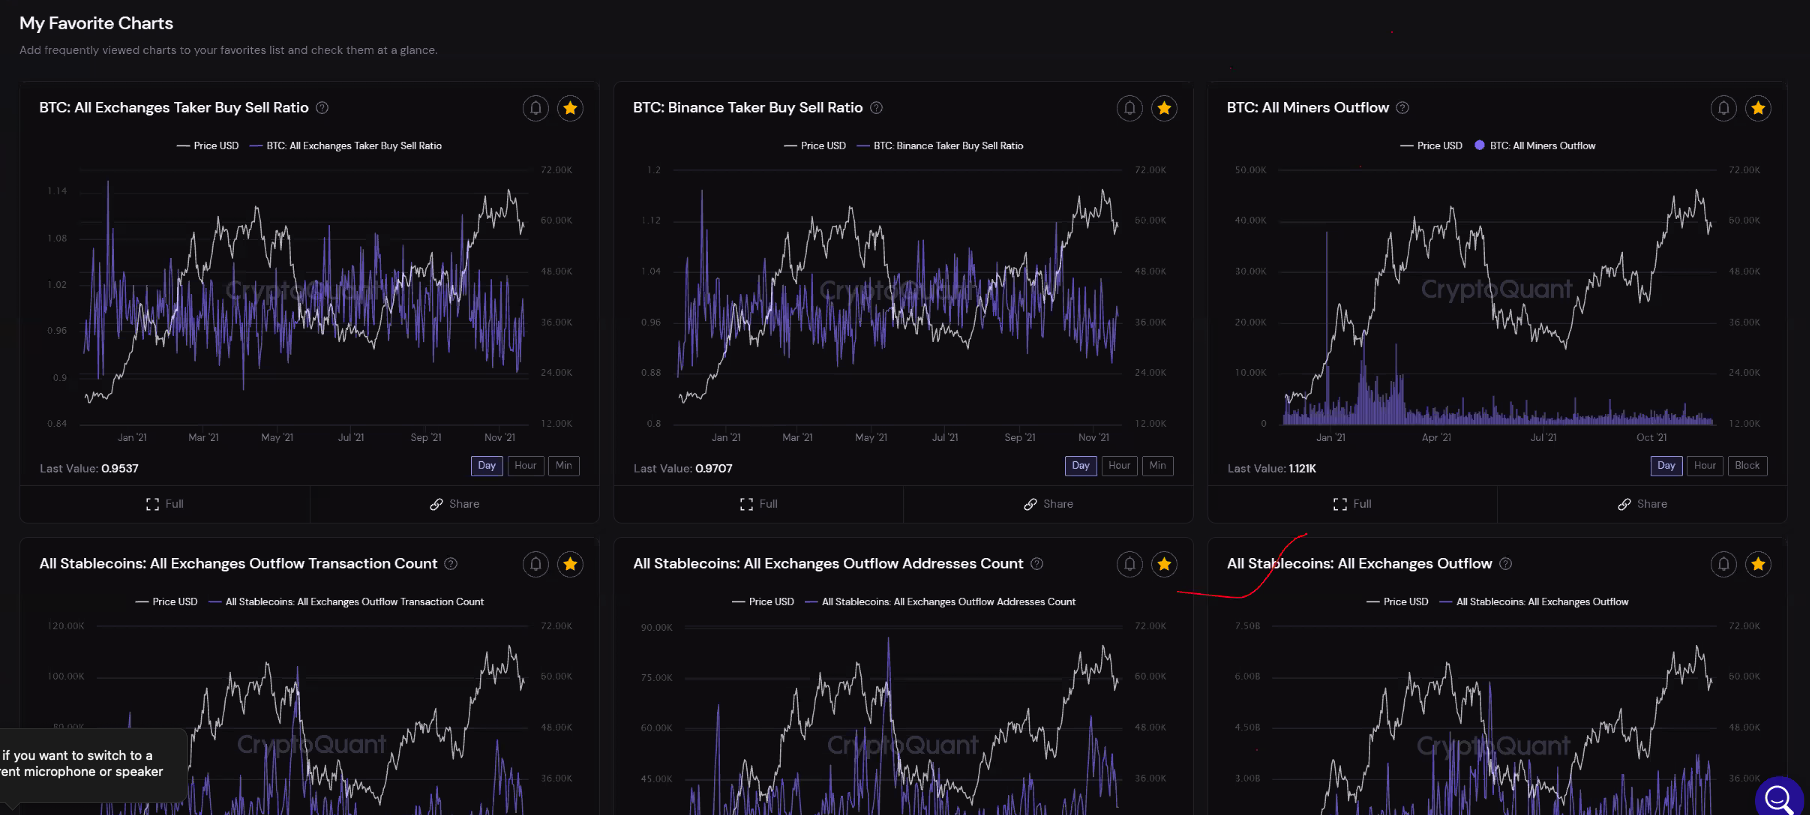 My Favorite Charts
Add frequently viewed charts to your favorites list and check them at a glance.
BTC: All Exchanges Taker Buy Sell Ratio
Price USD BTC: All Exchanges Taker Buy Sell Ratio
1.14
1.08
1.02
0.96
0.9
0.84
72.00K
60.00K
48.00K
36.00K
24.00K
12.00K
CryptoQuant
Jan '21 Mar '21 May '21 Jul '21 Sep '21 Nov '21
Last Value: 0.9537
Day Hour Min
Full Share
BTC: Binance Taker Buy Sell Ratio
Price USD BTC: Binance Taker Buy Sell Ratio
1.2
1.12
1.04
0.96
0.88
0.8
72.00K
60.00K
48.00K
36.00K
24.00K
12.00K
CryptoQuant
Jan '21 Mar '21 May '21 Jul '21 Sep '21 Nov '21
Last Value: 0.9707
Day Hour Min
Full Share
BTC: All Miners Outflow
Price USD BTC: All Miners Outflow
50.00K
40.00K
30.00K
20.00K
10.00K
0
72.00K
60.00K
48.00K
36.00K
24.00K
12.00K
CryptoQuant
Jan '21 Apr '21 Jul '21 Oct '21
Last Value: 1.121K
Day Hour Block
Full Share
All Stablecoins: All Exchanges Outflow Transaction Count
Price USD All Stablecoins: All Exchanges Outflow Transaction Count
120.00K
100.00K
80.00K
72.00K
60.00K
48.00K
36.00K
CryptoQuant
if you want to switch to a
rent microphone or speaker
All Stablecoins: All Exchanges Outflow Addresses Count
Price USD All Stablecoins: All Exchanges Outflow Addresses Count
90.00K
75.00K
60.00K
45.00K
72.00K
60.00K
48.00K
36.00K
CryptoQuant
All Stablecoins: All Exchanges Outflow
Price USD All Stablecoins: All Exchanges Outflow
7.50B
6.00B
4.50B
3.00B
72.00K
60.00K
48.00K
36.00K
CryptoQuant